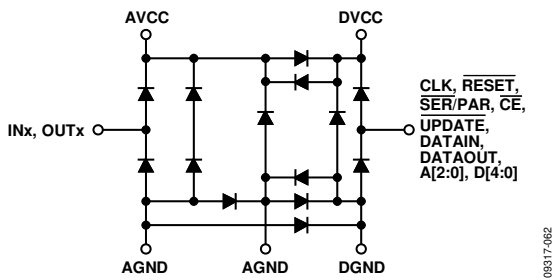 AVCC DVCC
INx, OUTx
CLK, RESET,
SER/PAR, CE,
UPDATE,
DATAIN,
DATAOUT,
A[2:0], D[4:0]
AGND AGND DGND
09317-062